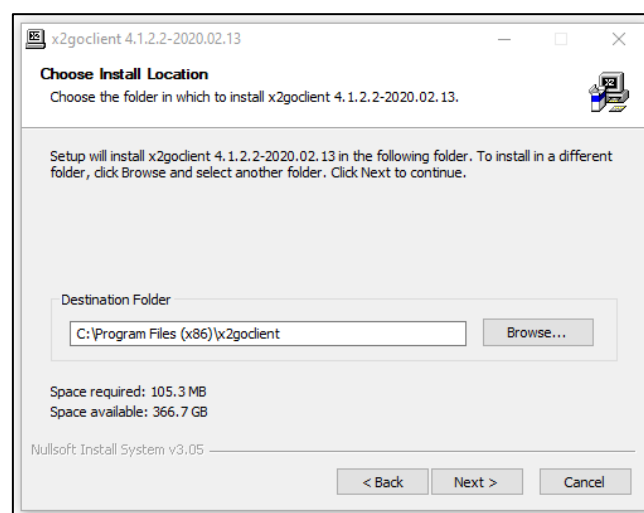 x2goclient 4.1.2.2-2020.02.13
Choose Install Location
Choose the folder in which to install x2goclient 4.1.2.2-2020.02.13.
Setup will install x2goclient 4.1.2.2-2020.02.13 in the following folder. To install in a different
folder, click Browse and select another folder. Click Next to continue.
Destination Folder
C:\Program Files (x86)\x2goclient
Browse...
Space required: 105.3 MB
Space available: 366.7 GB
Nullsoft Install System v3.05
< Back
Next >
Cancel